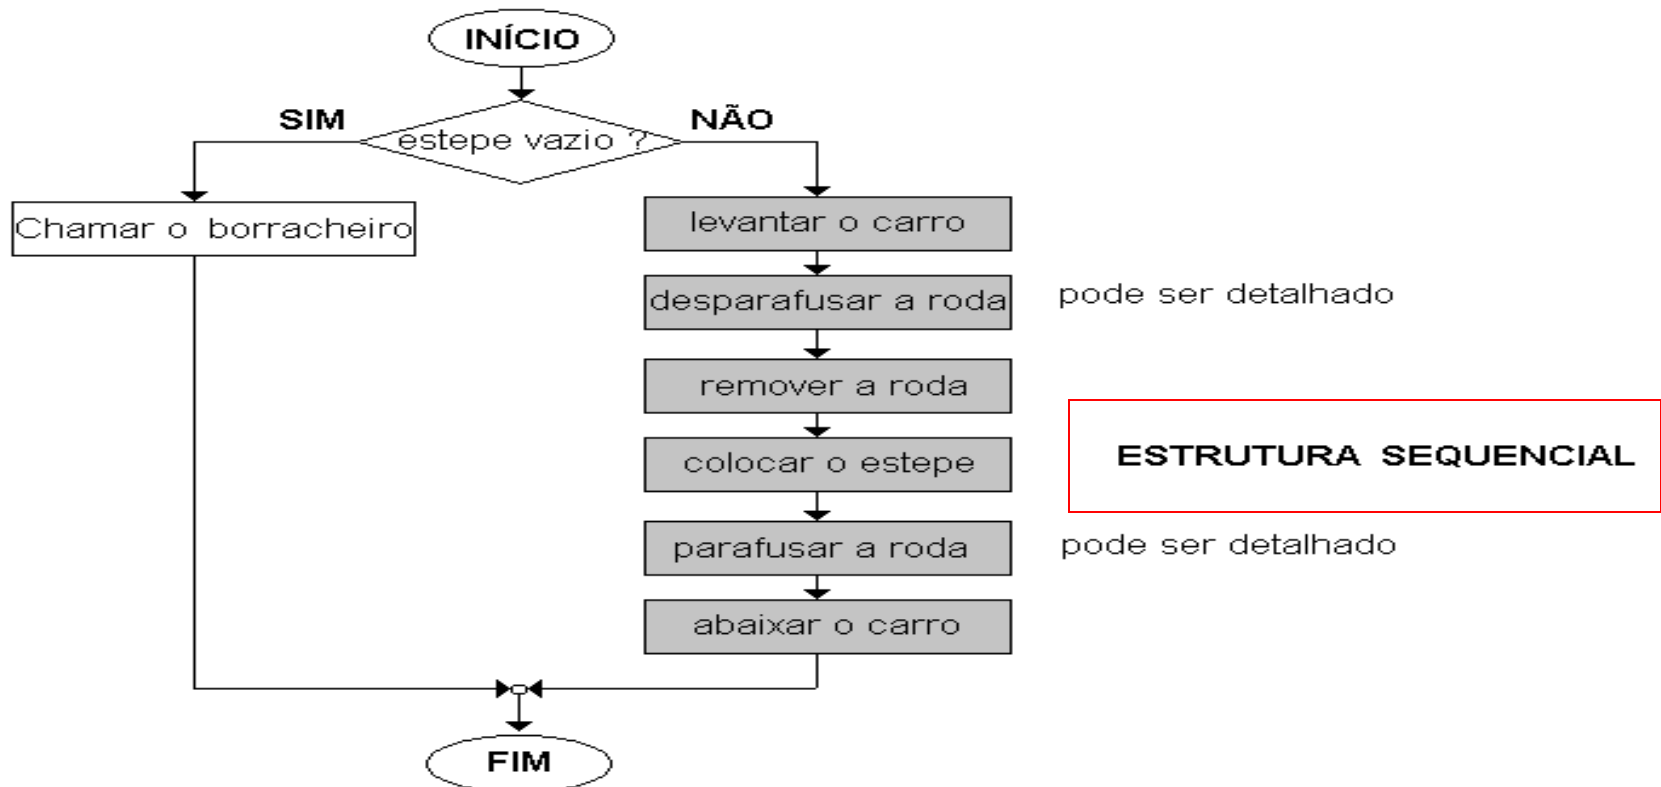 INÍCIO
SIM
NÃO
estepe vazio ?
Chamar o borracheiro
levantar o carro
desparafusar a roda
pode ser detalhado
remover a roda
colocar o estepe
ESTRUTURA SEQUENCIAL
parafusar a roda
pode ser detalhado
abaixar o carro
FIM